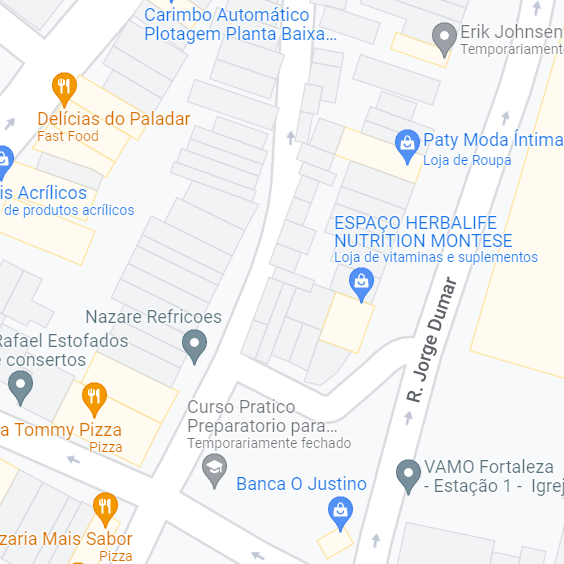 Carimbo Automático
Plotagem Planta Baixa…
Erik Johnsen
Temporariamente
Delícias do Paladar
Fast Food
Paty Moda Íntima
Loja de Roupa
is Acrílicos
de produtos acrílicos
ESPAÇO HERBALIFE
NUTRITION MONTESE
Loja de vitaminas e suplementos
Nazare Refricoes
Rafael Estofados
e consertos
R. Jorge Dumar
a Tommy Pizza
Pizza
Curso Pratico
Preparatorio para…
Temporariamente fechado
VAMO Fortaleza
- Estação 1 - Igrej
Banca O Justino
zaria Mais Sabor
Pizza